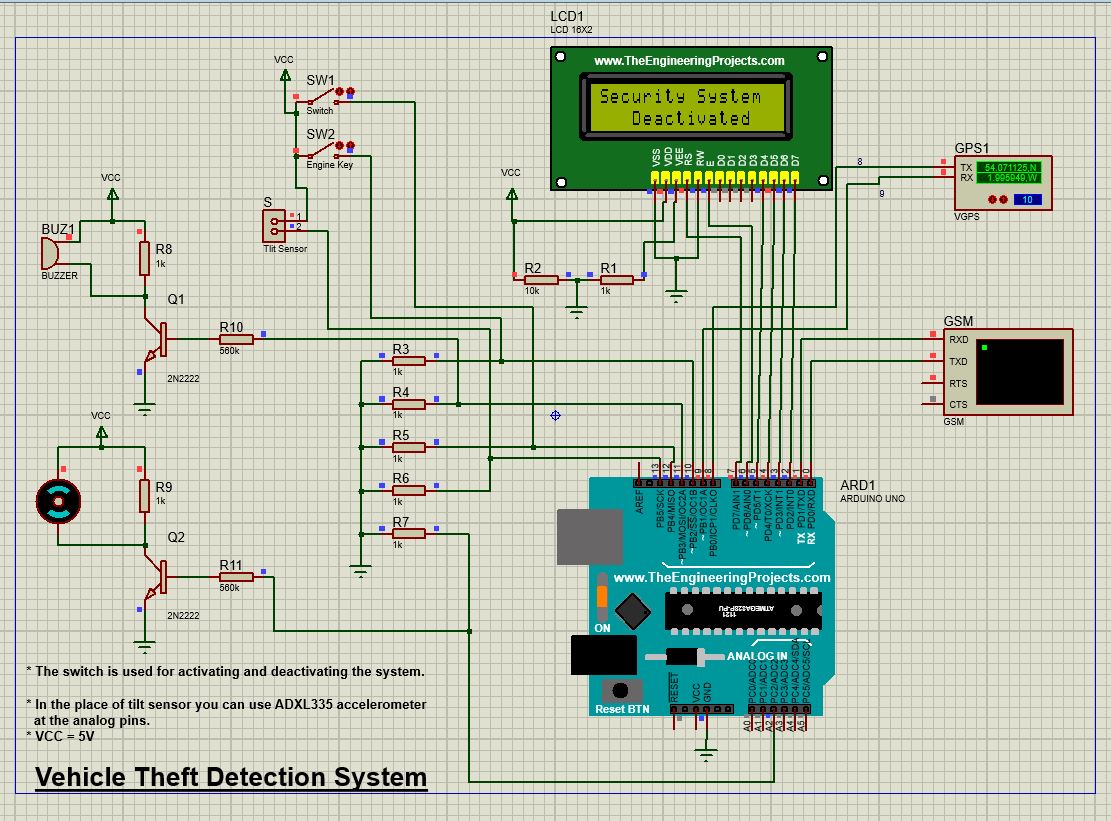 LCD1
LCD 16X2
www.TheEngineeringProjects.com
Security System
Deactivated
VSS VDD VEE RS RW E D0 D1 D2 D3 D4 D5 D6 D7
VCC
SW1
Switch
SW2
Engine Key
S
1
2
Tlit Sensor
VCC
BUZ1
BUZZER
R8
1k
Q1
2N2222
R10
560k
VCC
R2
10k
R1
1k
8
9
GPS1
TX
RX
54.071125,N
1.995949,W
10
VGPS
GSM
RXD
TXD
RTS
CTS
GSM
R3
1k
R4
1k
R5
1k
R6
1k
R7
1k
VCC
R9
1k
Q2
2N2222
R11
560k
ARD1
ARDUINO UNO
13 12 11 10 9 8 7 6 5 4 3 2 1 0
AREF
PB5/SCK
PB4/MISO
~PB3/MOSI/OC2A
~PB2/SS/OC1B
~PB1/OC1A
PB0/ICP1/CLKO
PD7/AIN1
~PD6/AIN0
~PD5/T1
PD4/T0/XCK
~PD3/INT1
PD2/INT0
PD1/TXD
PD0/RXD
TX
RX
www.TheEngineeringProjects.com
ATMEGA328P-PU
1121
ON
ANALOG IN
Reset BTN
RESET
VCC
GND
PC0/ADC0
PC1/ADC1
PC2/ADC2
PC3/ADC3
PC4/ADC4/SDA
PC5/ADC5/SCL
A0 A1 A2 A3 A4 A5
* The switch is used for activating and deactivating the system.
* In the place of tilt sensor you can use ADXL335 accelerometer
at the analog pins.
* VCC = 5V
Vehicle Theft Detection System